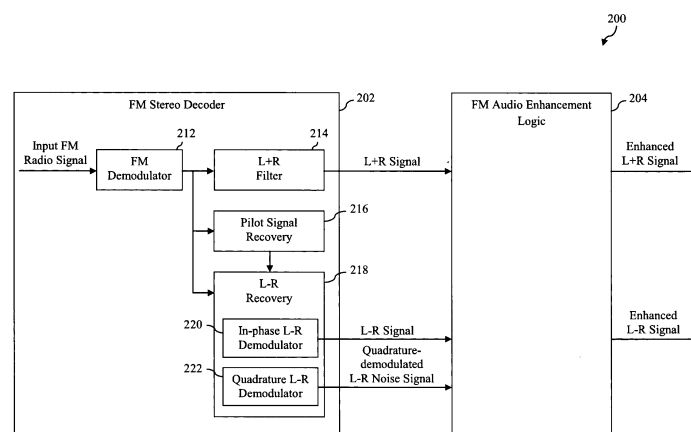 200
FM Stereo Decoder
202
FM Audio Enhancement
Logic
204
Input FM
Radio Signal
212
FM
Demodulator
214
L+R
Filter
L+R Signal
Enhanced
L+R Signal
216
Pilot Signal
Recovery
218
L-R
Recovery
220
In-phase L-R
Demodulator
L-R Signal
Enhanced
L-R Signal
222
Quadrature L-R
Demodulator
Quadrature-
demodulated
L-R Noise Signal